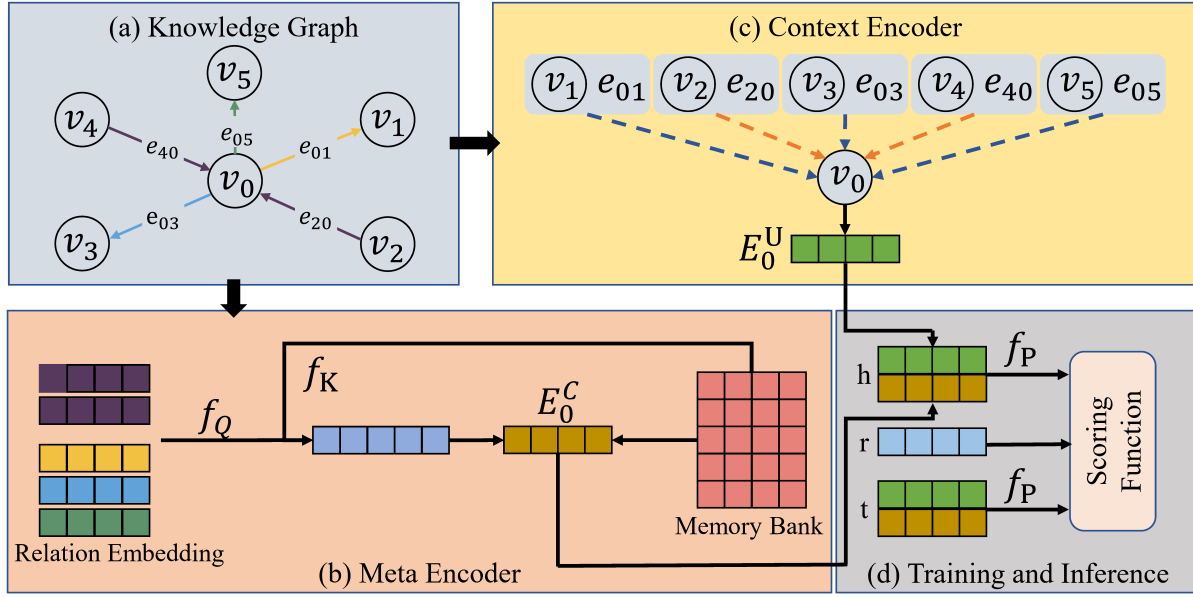 (a) Knowledge Graph
v5
v4
v1
e40
e05
e01
v0
e03
e20
v3
v2
(c) Context Encoder
v1 e01 v2 e20 v3 e03 v4 e40 v5 e05
v0
E0U
fK
fQ
E0C
Relation Embedding
Memory Bank
(b) Meta Encoder
h
fP
r
t
fP
Scoring
Function
(d) Training and Inference